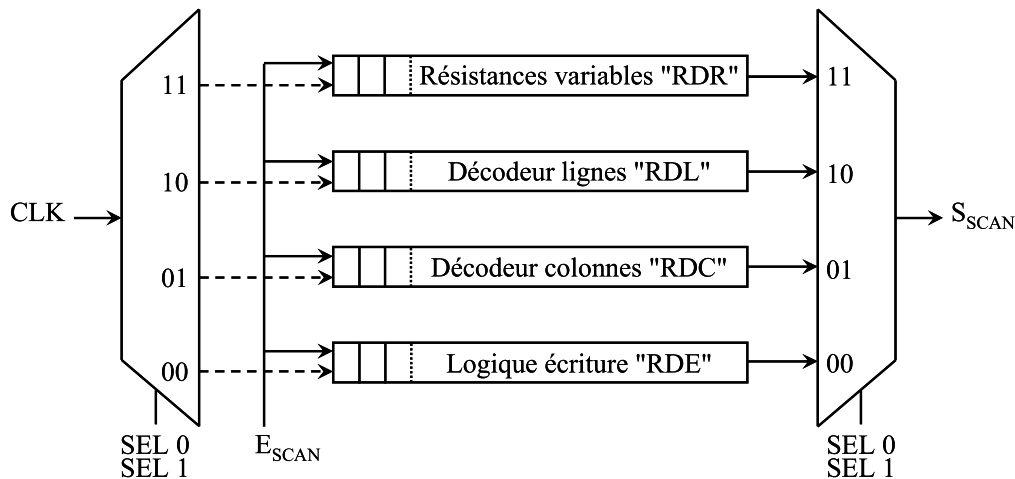 11
Résistances variables "RDR"
11
10
Décodeur lignes "RDL"
10
CLK
S_SCAN
01
Décodeur colonnes "RDC"
01
00
Logique écriture "RDE"
00
SEL 0
SEL 1
E_SCAN
SEL 0
SEL 1